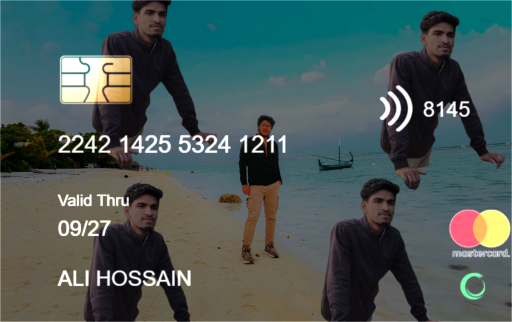 8145
2242 1425 5324 1211
Valid Thru
09/27
ALI HOSSAIN
mastercard.